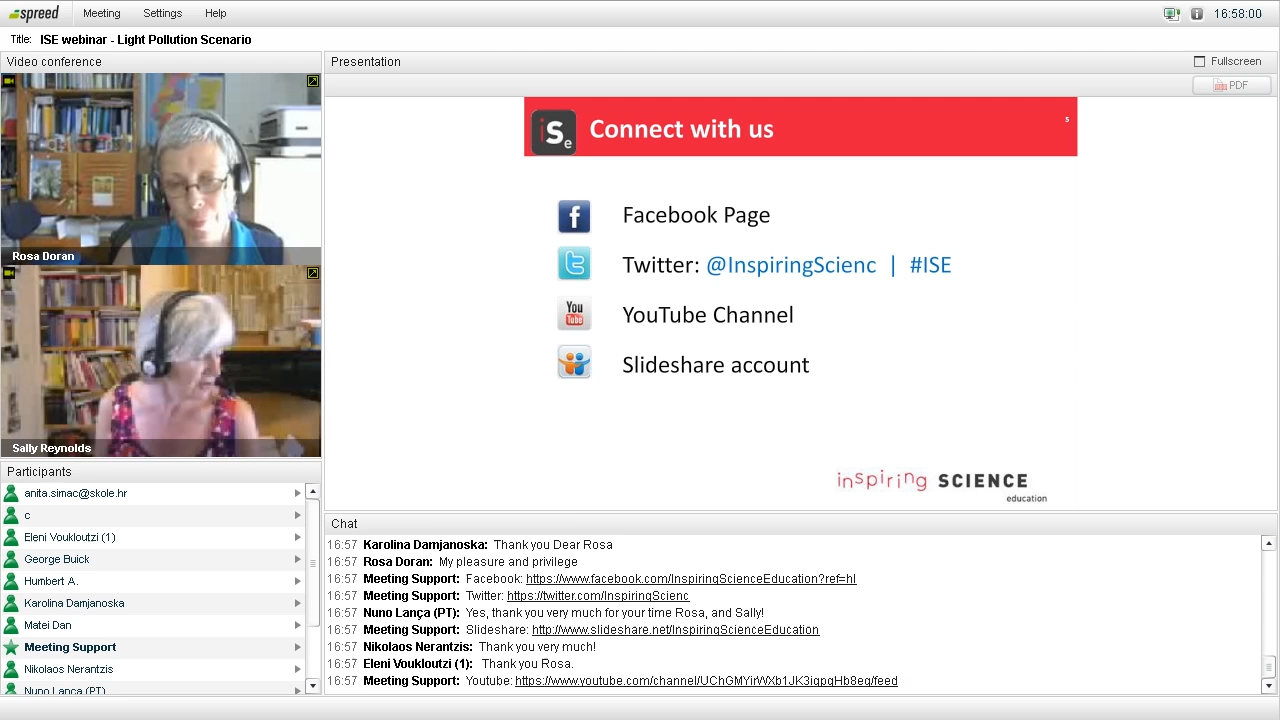 spreed Meeting Settings Help 16:58:00
Title: ISE webinar - Light Pollution Scenario
Video conference
Rosa Doran
Sally Reynolds
Participants
anita.simac@skole.hr
c
Eleni Voukloutzi (1)
George Buick
Humbert A.
Karolina Damjanoska
Matei Dan
Meeting Support
Nikolaos Nerantzis
Nuno Lança (PT)
Presentation
Fullscreen
PDF
iSe Connect with us s
f Facebook Page
t Twitter: @InspiringScienc | #ISE
You Tube YouTube Channel
Slideshare account
inspiring SCIENCE
education
Chat
16:57 Karolina Damjanoska: Thank you Dear Rosa
16:57 Rosa Doran: My pleasure and privilege
16:57 Meeting Support: Facebook: https://www.facebook.com/InspiringScienceEducation?ref=hl
16:57 Meeting Support: Twitter: https://twitter.com/InspiringScienc
16:57 Nuno Lança (PT): Yes, thank you very much for your time Rosa, and Sally!
16:57 Meeting Support: Slideshare: http://www.slideshare.net/InspiringScienceEducation
16:57 Nikolaos Nerantzis: Thank you very much!
16:57 Eleni Voukloutzi (1): Thank you Rosa.
16:57 Meeting Support: Youtube: